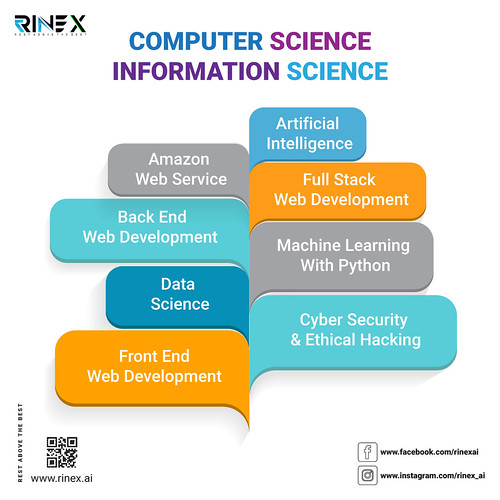 RINEX
REST ABOVE THE BEST
COMPUTER SCIENCE
INFORMATION SCIENCE
Artificial
Intelligence
Amazon
Web Service
Full Stack
Web Development
Back End
Web Development
Machine Learning
With Python
Data
Science
Cyber Security
& Ethical Hacking
Front End
Web Development
REST ABOVE THE BEST
www.rinex.ai
www.facebook.com/rinexai
www.instagram.com/rinex_ai